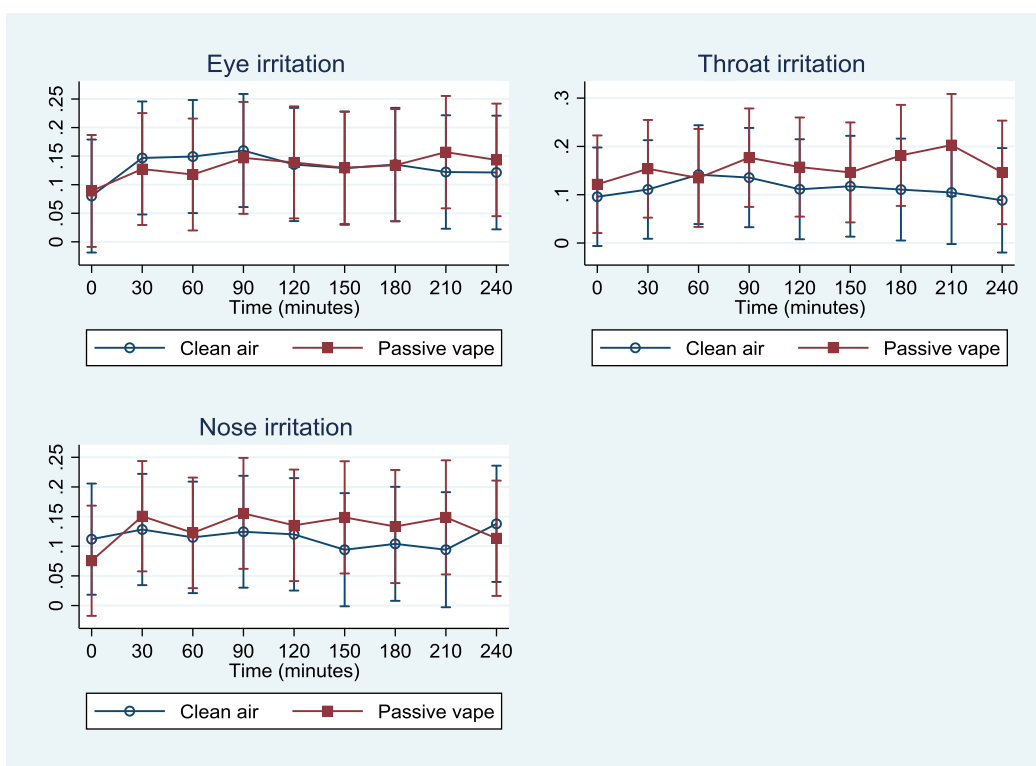 Eye irritation
.25
.2
.15
.1
.05
0
0 30 60 90 120 150 180 210 240
Time (minutes)
Clean air Passive vape
Throat irritation
.3
.2
.1
0
0 30 60 90 120 150 180 210 240
Time (minutes)
Clean air Passive vape
Nose irritation
.25
.2
.15
.1
.05
0
0 30 60 90 120 150 180 210 240
Time (minutes)
Clean air Passive vape